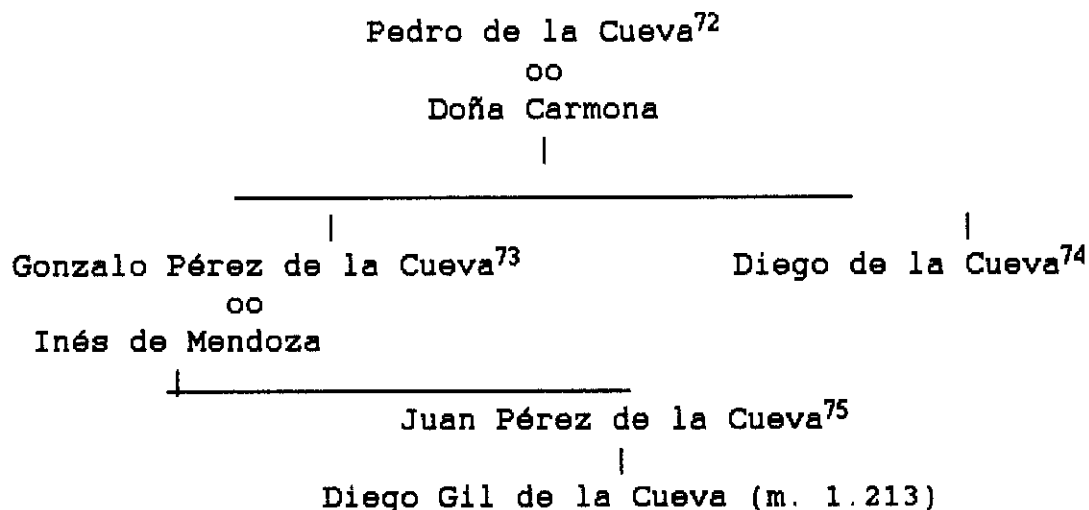 Pedro de la Cueva72
oo
Doña Carmona
Gonzalo Pérez de la Cueva73 Diego de la Cueva74
oo
Inés de Mendoza
Juan Pérez de la Cueva75
Diego Gil de la Cueva (m. 1.213)